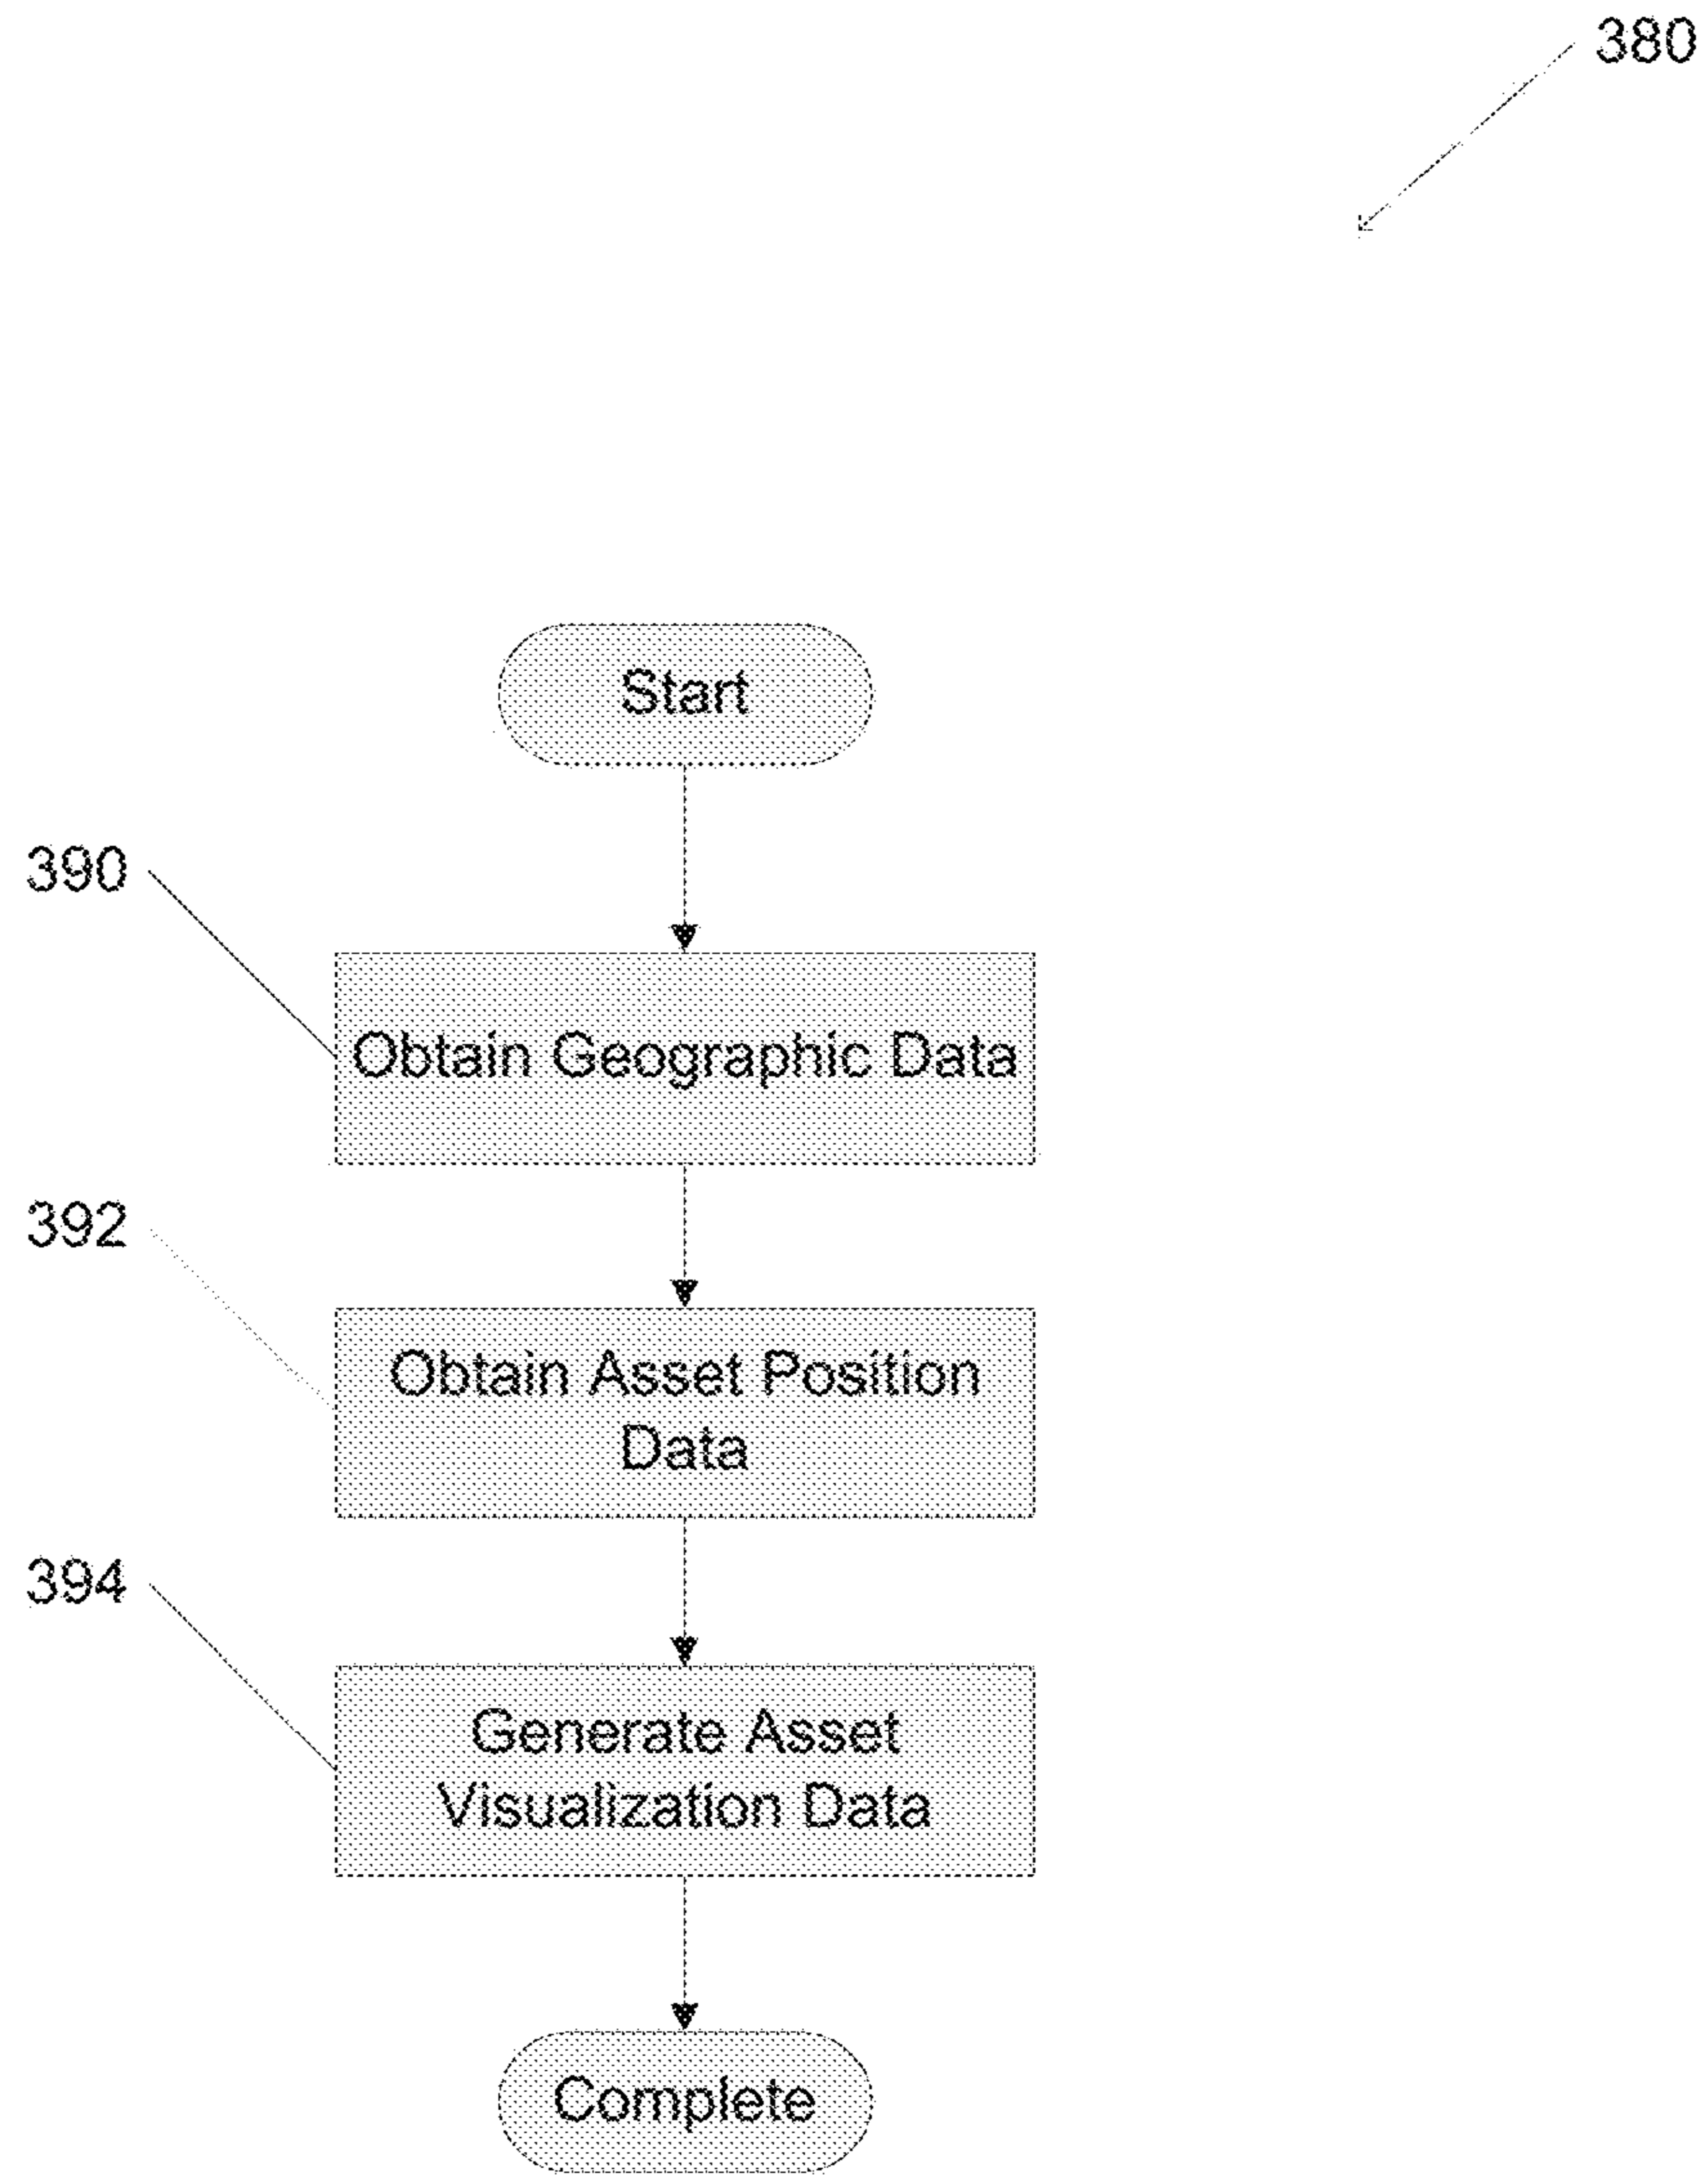 380
Start
390
Obtain Geographic Data
392
Obtain Asset Position
Data
394
Generate Asset
Visualization Data
Complete